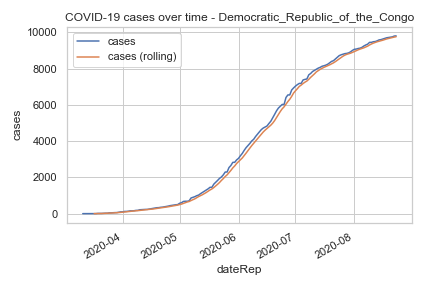 COVID-19 cases over time - Democratic_Republic_of_the_Congo
cases
cases (rolling)
cases
10000
8000
6000
4000
2000
0
2020-04
2020-05
2020-06
2020-07
2020-08
dateRep